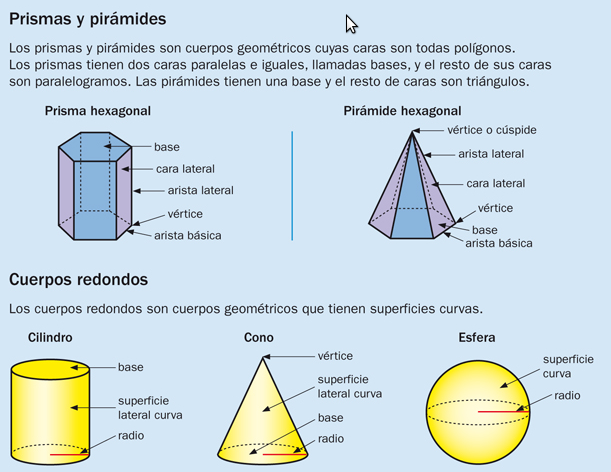 Prismas y pirámides
Los prismas y pirámides son cuerpos geométricos cuyas caras son todas polígonos.
Los prismas tienen dos caras paralelas e iguales, llamadas bases, y el resto de sus caras
son paralelogramos. Las pirámides tienen una base y el resto de caras son triángulos.
Prisma hexagonal
base
cara lateral
arista lateral
vértice
arista básica
Pirámide hexagonal
vértice o cúspide
arista lateral
cara lateral
vértice
base
arista básica
Cuerpos redondos
Los cuerpos redondos son cuerpos geométricos que tienen superficies curvas.
Cilindro
base
superficie
lateral curva
radio
Cono
vértice
superficie
lateral curva
base
radio
Esfera
superficie
curva
radio